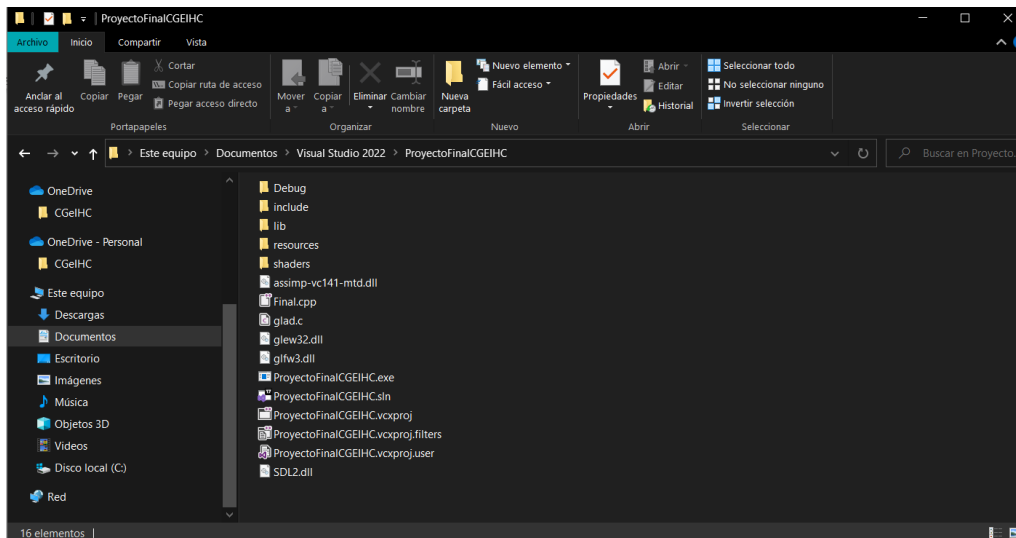 ProyectoFinalCGEIHC
Archivo Inicio Compartir Vista
Anclar al acceso rápido
Copiar
Pegar
Cortar
Copiar ruta de acceso
Pegar acceso directo
Portapapeles
Mover a
Copiar a
Eliminar
Cambiar nombre
Organizar
Nueva carpeta
Nuevo elemento
Fácil acceso
Nuevo
Propiedades
Abrir
Editar
Historial
Abrir
Seleccionar todo
No seleccionar ninguno
Invertir selección
Seleccionar
Este equipo > Documentos > Visual Studio 2022 > ProyectoFinalCGEIHC
Buscar en Proyecto.
OneDrive
CGeIHC
OneDrive - Personal
CGeIHC
Este equipo
Descargas
Documentos
Escritorio
Imágenes
Música
Objetos 3D
Videos
Disco local (C:)
Red
Debug
include
lib
resources
shaders
assimp-vc141-mtd.dll
Final.cpp
glad.c
glew32.dll
glfw3.dll
ProyectoFinalCGEIHC.exe
ProyectoFinalCGEIHC.sln
ProyectoFinalCGEIHC.vcxproj
ProyectoFinalCGEIHC.vcxproj.filters
ProyectoFinalCGEIHC.vcxproj.user
SDL2.dll
16 elementos